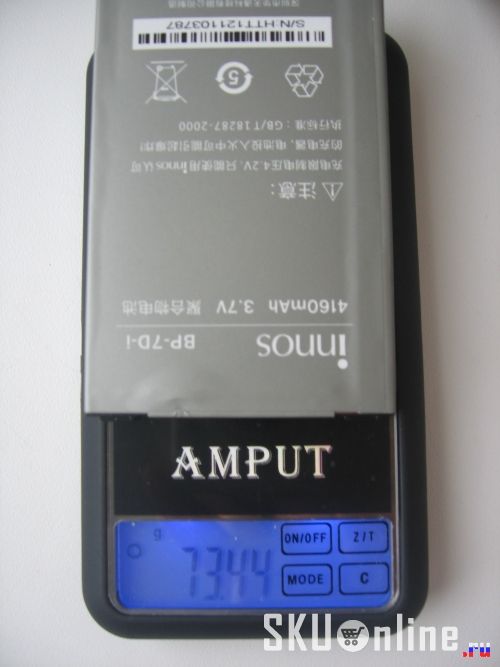 innos BP-7D-i
4160mAh 3.7V 聚合物电池
注意：
充电限制电压4.2V, 只能使用innos认可
的充电器, 电池投入火中可能引起爆炸!
执行标准：GB/T18287-2000
5
S/N:HTT121103787
AMPUT
g
73.44
ON/OFF Z/T
MODE C
SKUonline.ru